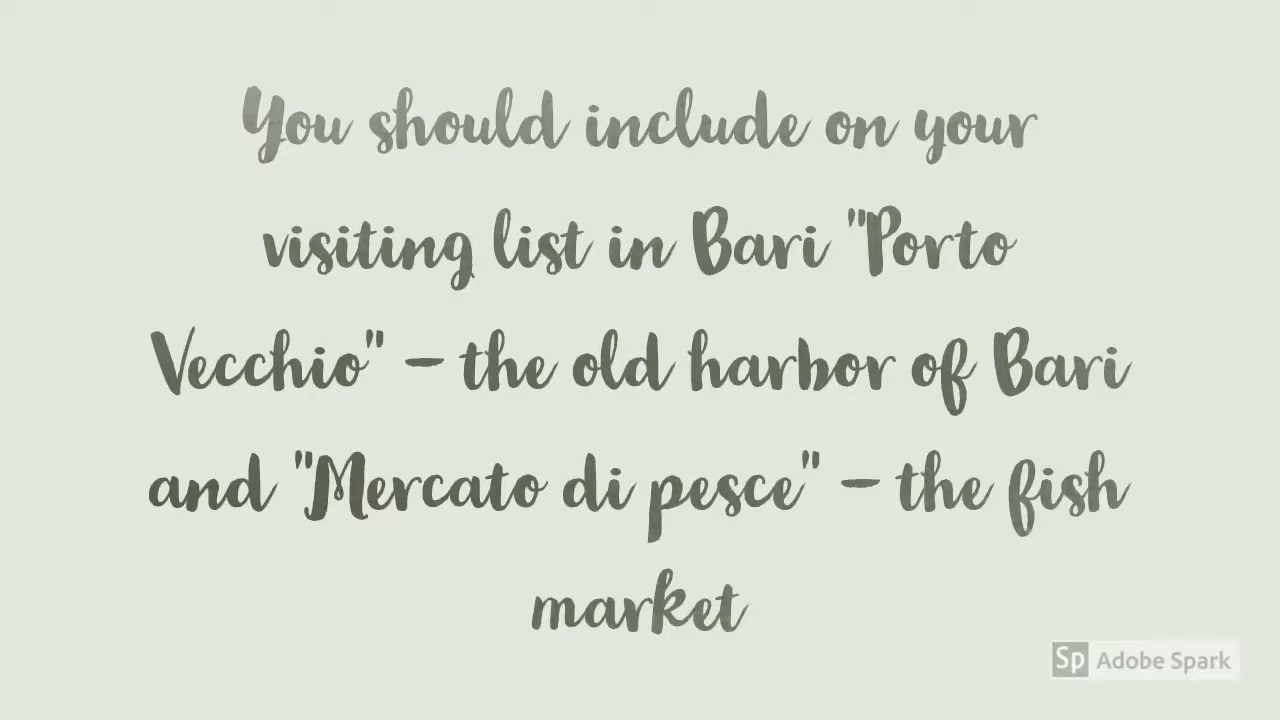 You should include on your
visiting list in Bari "Porto
Vecchio" - the old harbor of Bari
and "Mercato di pesce" - the fish
market
Sp Adobe Spark